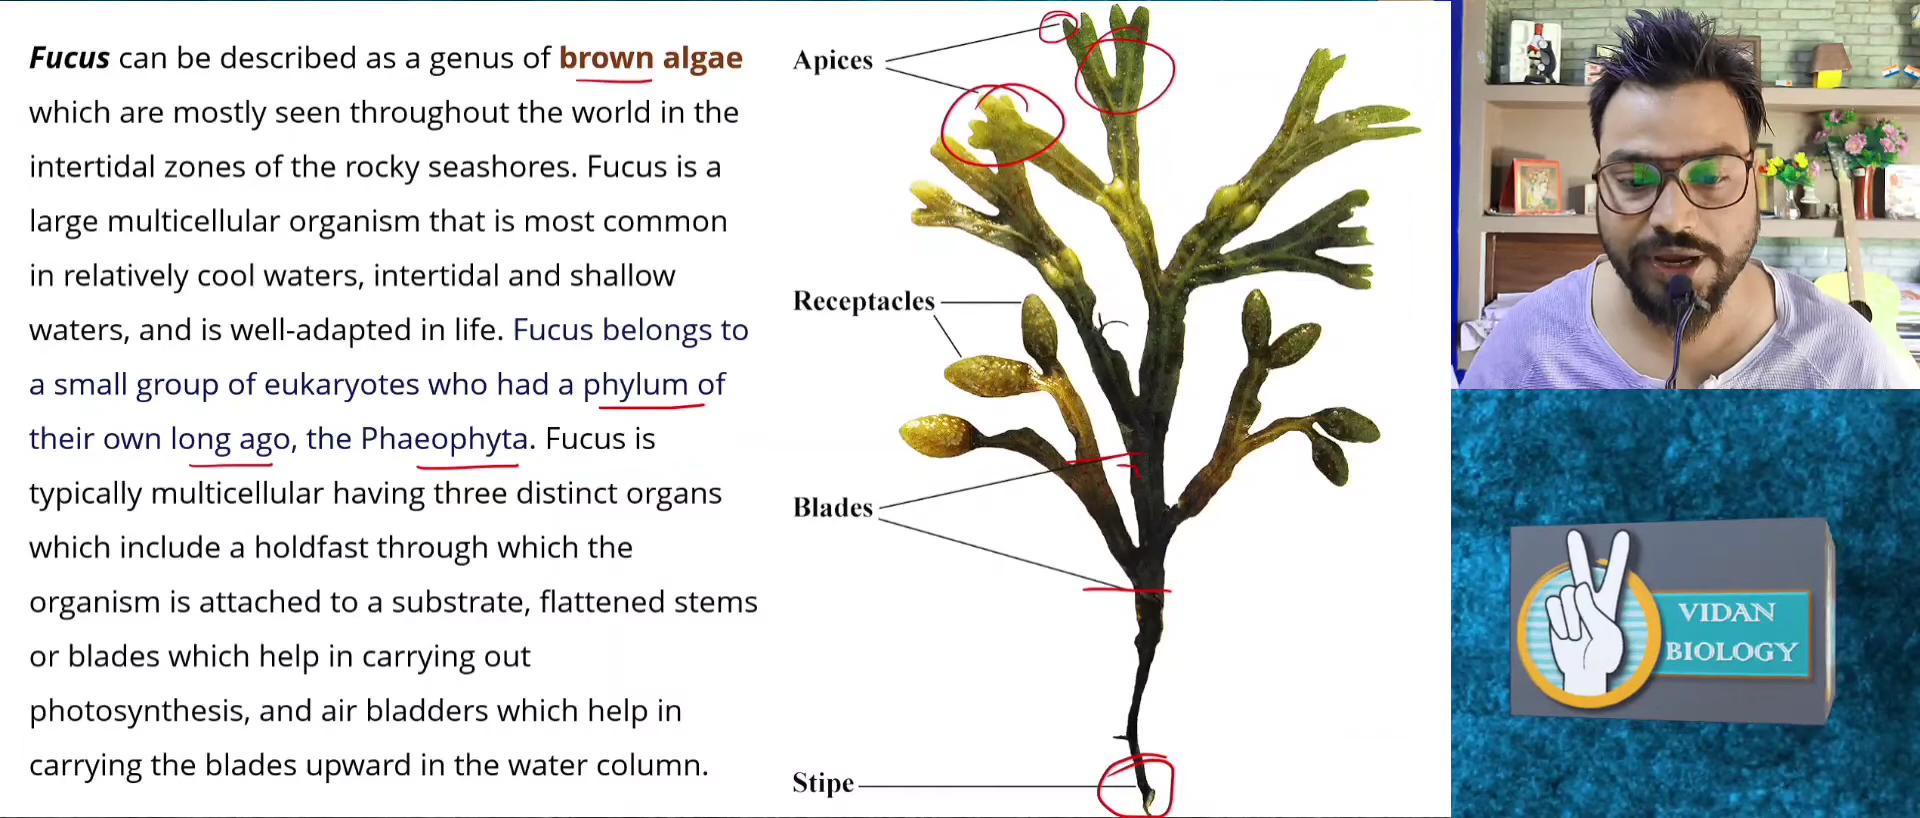 Fucus can be described as a genus of brown algae
which are mostly seen throughout the world in the
intertidal zones of the rocky seashores. Fucus is a
large multicellular organism that is most common
in relatively cool waters, intertidal and shallow
waters, and is well-adapted in life. Fucus belongs to
a small group of eukaryotes who had a phylum of
their own long ago, the Phaeophyta. Fucus is
typically multicellular having three distinct organs
which include a holdfast through which the
organism is attached to a substrate, flattened stems
or blades which help in carrying out
photosynthesis, and air bladders which help in
carrying the blades upward in the water column.
Apices
Receptacles
Blades
Stipe
VIDAN
BIOLOGY